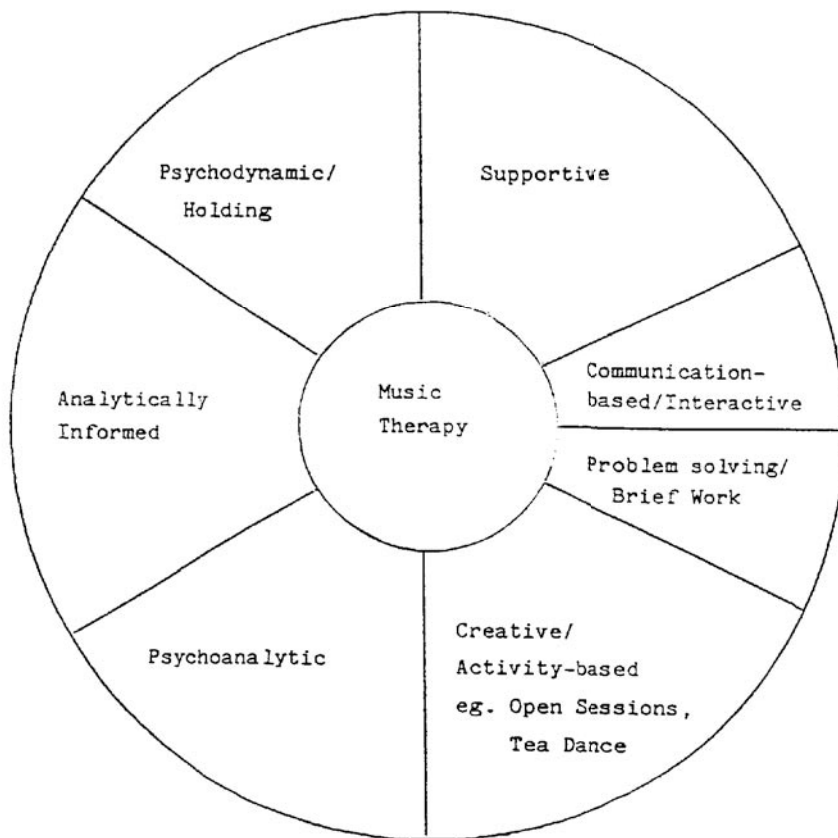 Psychodynamic/
Holding
Supportive
Analytically
Informed
Music
Therapy
Communication-
based/Interactive
Problem solving/
Brief Work
Psychoanalytic
Creative/
Activity-based
eg. Open Sessions,
Tea Dance